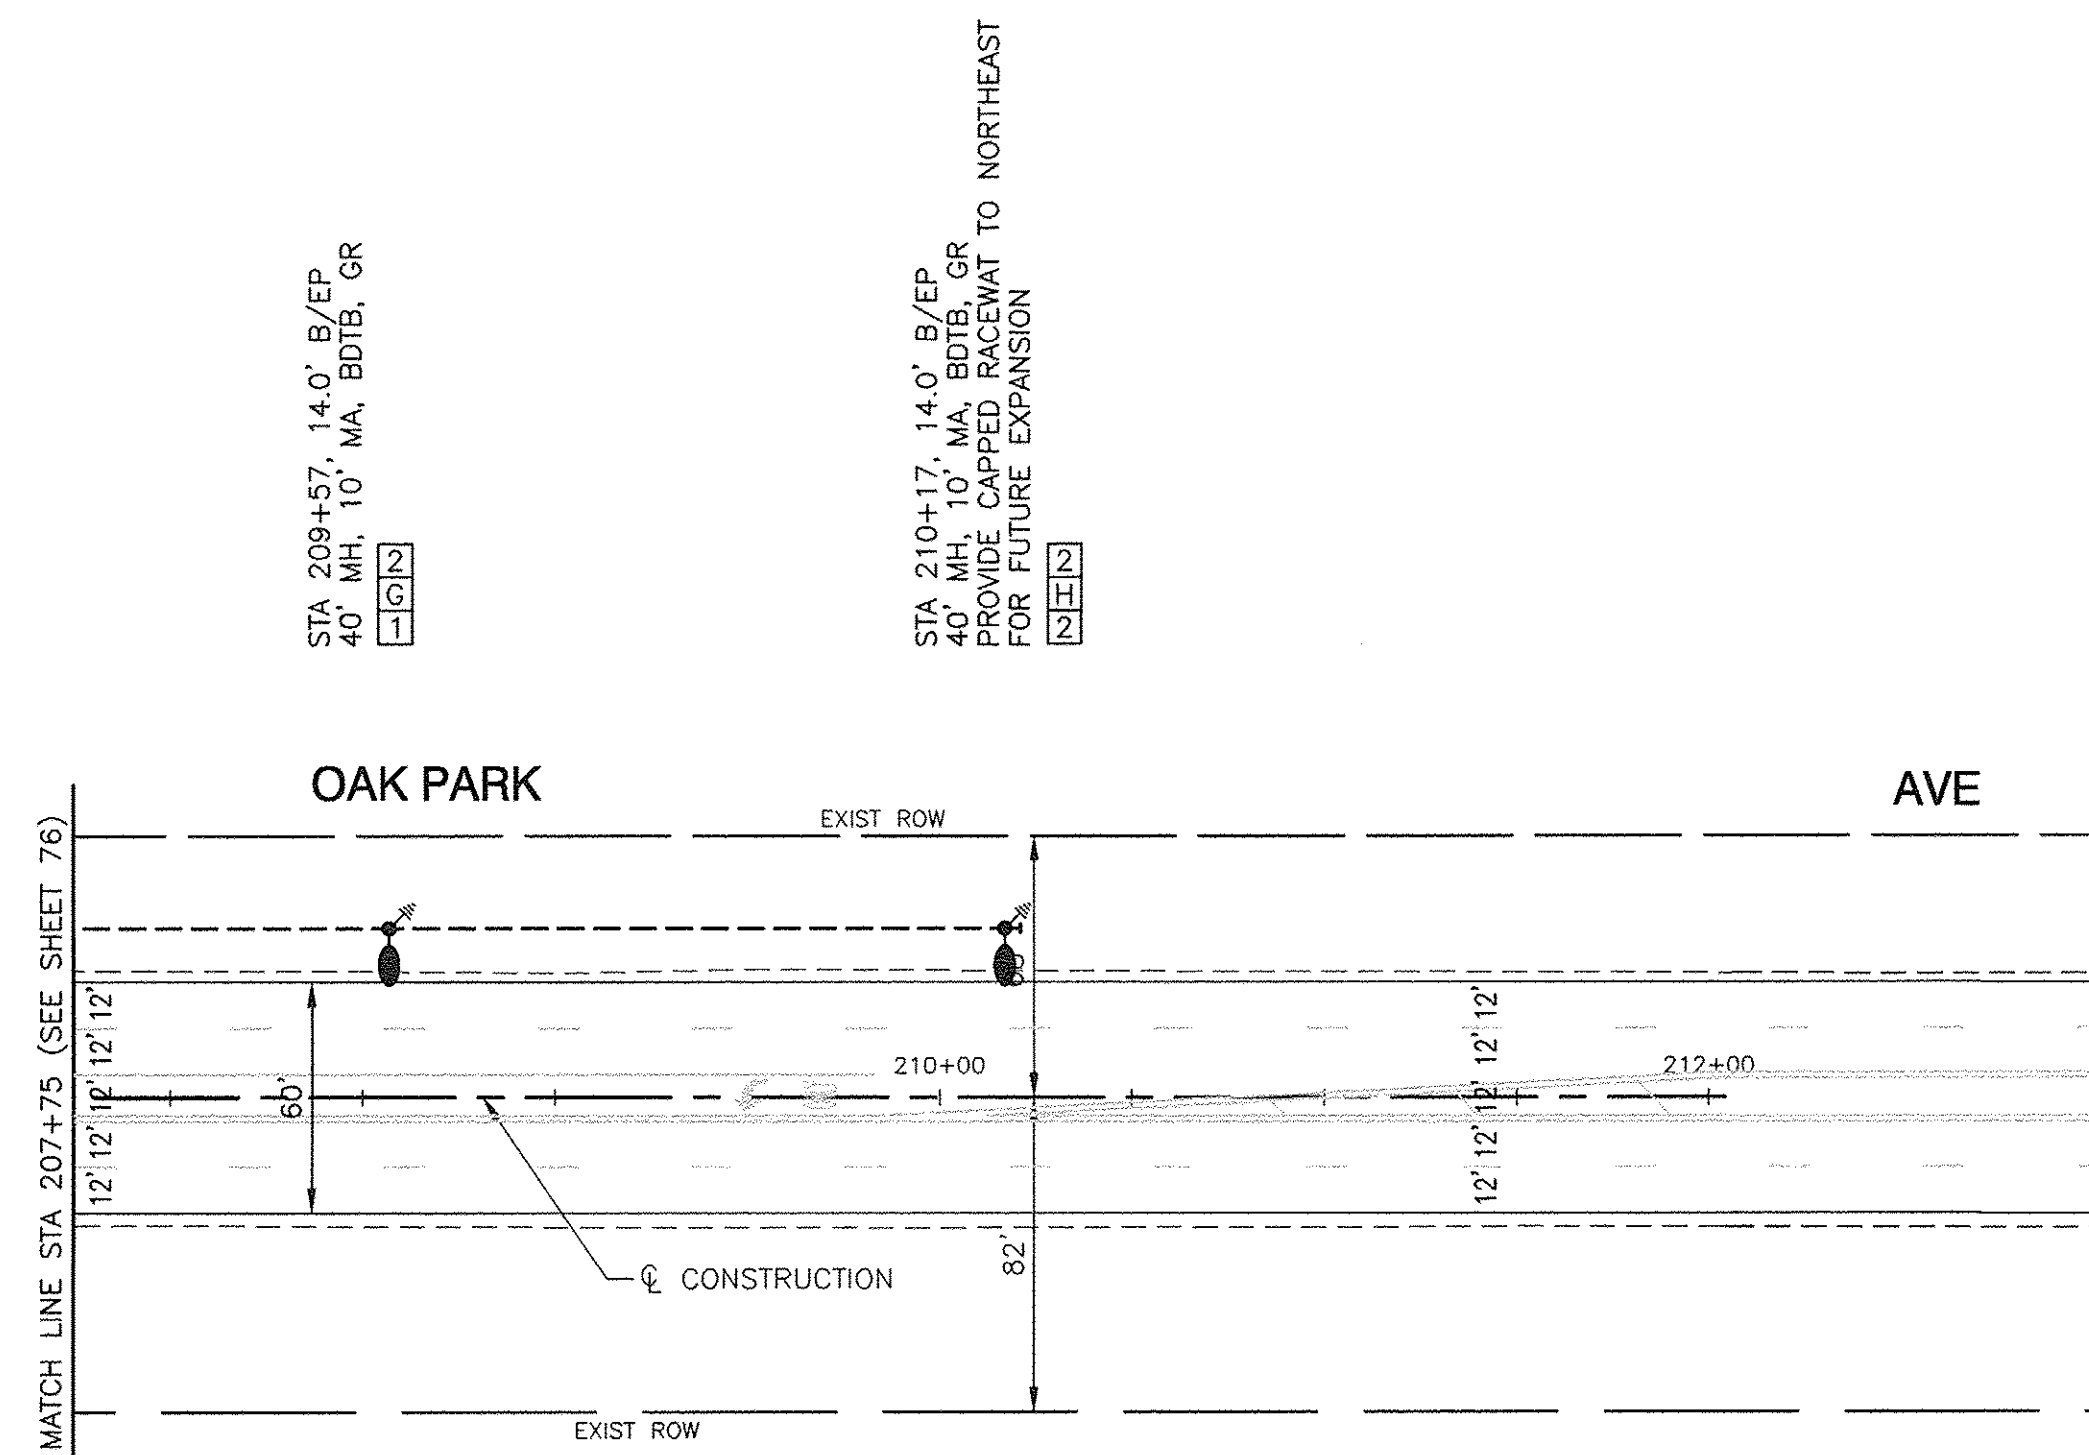 STA 209+57, 14.0' B/EP
40' MH, 10' MA, BDTB, GR
2
G
1
STA 210+17, 14.0' B/EP
40' MH, 10' MA, BDTB, GR
PROVIDE CAPPED RACEWAT TO NORTHEAST
FOR FUTURE EXPANSION
2
H
2
OAK PARK
AVE
EXIST ROW
MATCH LINE STA 207+75 (SEE SHEET 76)
12' 12' 12' 12' 12'
60'
210+00
12' 12' 12' 12' 12'
212+00
82'
℄ CONSTRUCTION
EXIST ROW